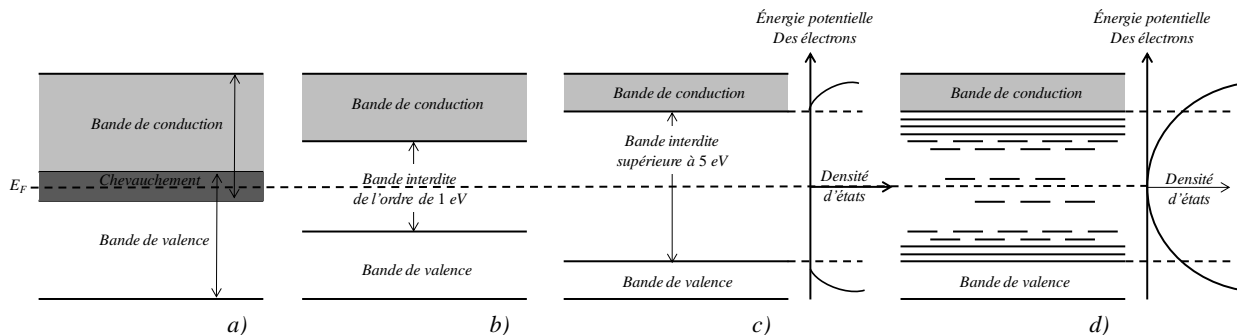 Énergie potentielle
Des électrons
Énergie potentielle
Des électrons
Bande de conduction
Chevauchement
E_F
Bande de valence
a)
Bande de conduction
Bande interdite
de l'ordre de 1 eV
Bande de valence
b)
Bande de conduction
Bande interdite
supérieure à 5 eV
Bande de valence
Densité
d'états
c)
Bande de conduction
Bande de valence
Densité
d'états
d)